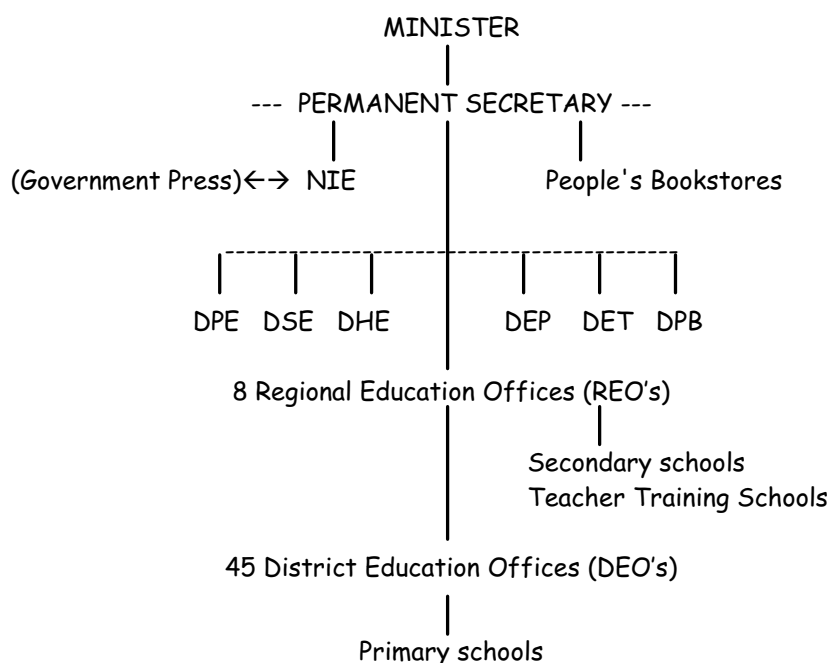 MINISTER
--- PERMANENT SECRETARY ---
(Government Press)←→ NIE People's Bookstores
DPE DSE DHE DEP DET DPB
8 Regional Education Offices (REO's)
Secondary schools
Teacher Training Schools
45 District Education Offices (DEO's)
Primary schools